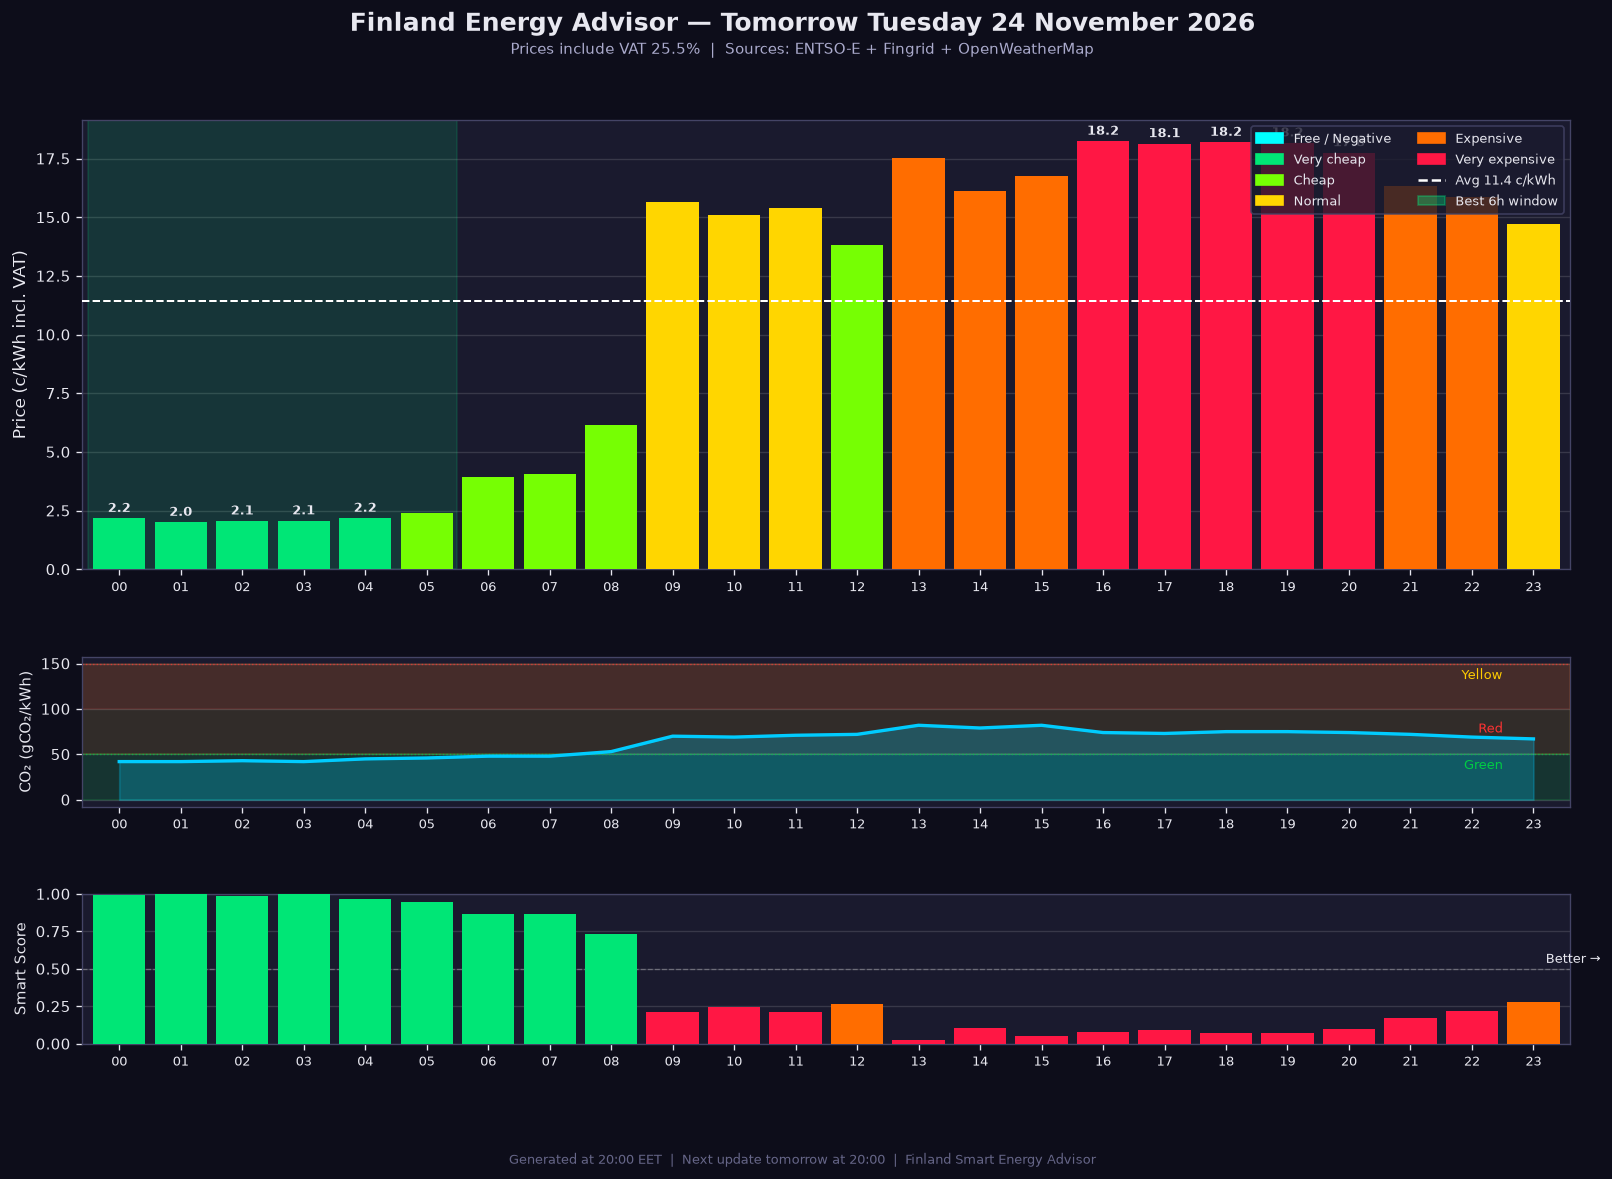 Finland Energy Advisor — Tomorrow Tuesday 24 November 2026
Prices include VAT 25.5%  |  Sources: ENTSO-E + Fingrid + OpenWeatherMap
Price (c/kWh incl. VAT)
17.5
15.0
12.5
10.0
7.5
5.0
2.5
0.0
2.2
2.0
2.1
2.1
2.2
18.2
18.1
18.2
18.2
Free / Negative
Very cheap
Cheap
Normal
Expensive
Very expensive
Avg 11.4 c/kWh
Best 6h window
00 01 02 03 04 05 06 07 08 09 10 11 12 13 14 15 16 17 18 19 20 21 22 23
CO₂ (gCO₂/kWh)
150
100
50
0
Yellow
Red
Green
00 01 02 03 04 05 06 07 08 09 10 11 12 13 14 15 16 17 18 19 20 21 22 23
Smart Score
1.00
0.75
0.50
0.25
0.00
Better →
00 01 02 03 04 05 06 07 08 09 10 11 12 13 14 15 16 17 18 19 20 21 22 23
Generated at 20:00 EET  |  Next update tomorrow at 20:00  |  Finland Smart Energy Advisor